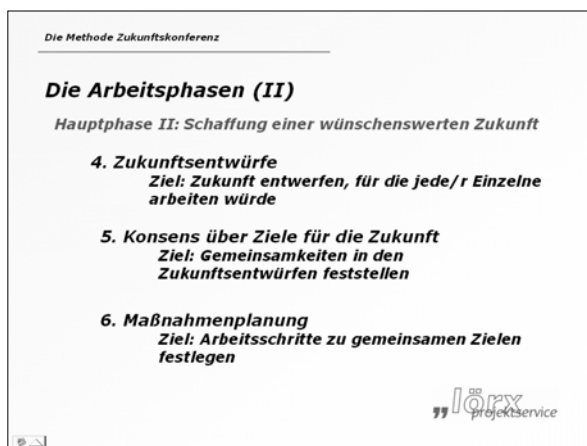 Die Methode Zukunftskonferenz
Die Arbeitsphasen (II)
Hauptphase II: Schaffung einer wünschenswerten Zukunft
4. Zukunftsentwürfe
Ziel: Zukunft entwerfen, für die jede/r Einzelne
arbeiten würde
5. Konsens über Ziele für die Zukunft
Ziel: Gemeinsamkeiten in den
Zukunftsentwürfen feststellen
6. Maßnahmenplanung
Ziel: Arbeitsschritte zu gemeinsamen Zielen
festlegen
lörx
projektservice